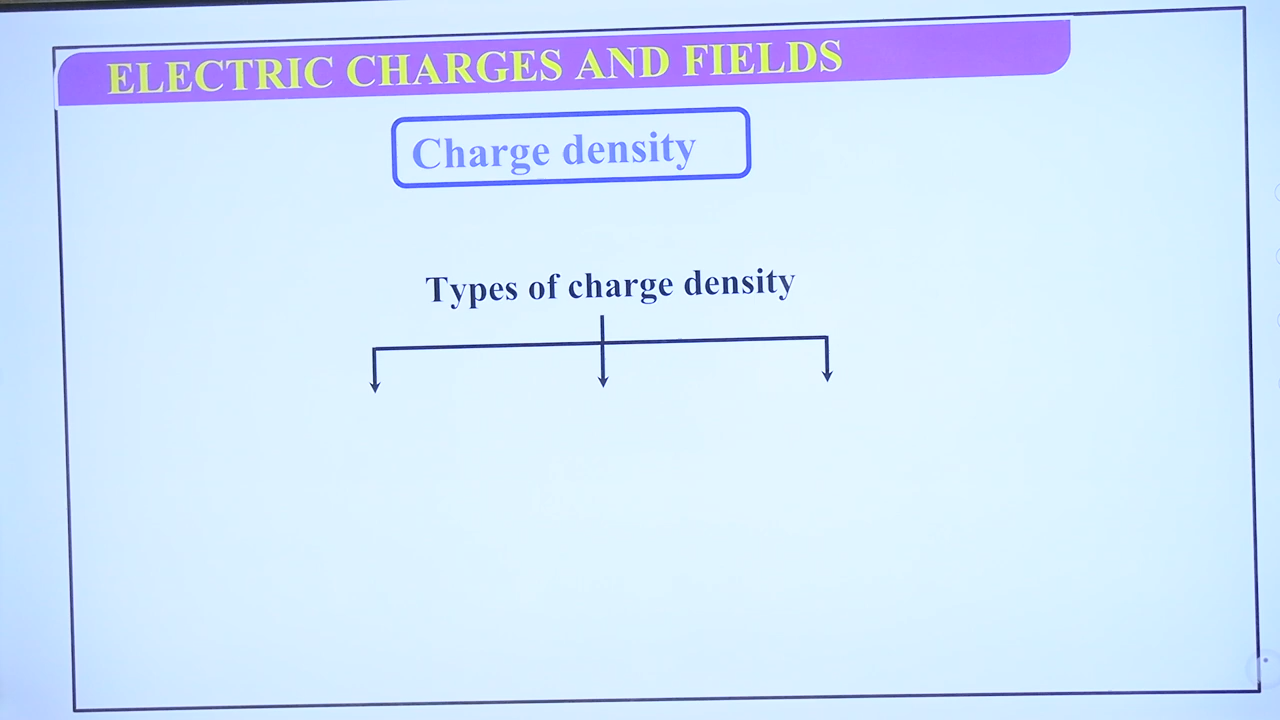 ELECTRIC CHARGES AND FIELDS
Charge density
Types of charge density